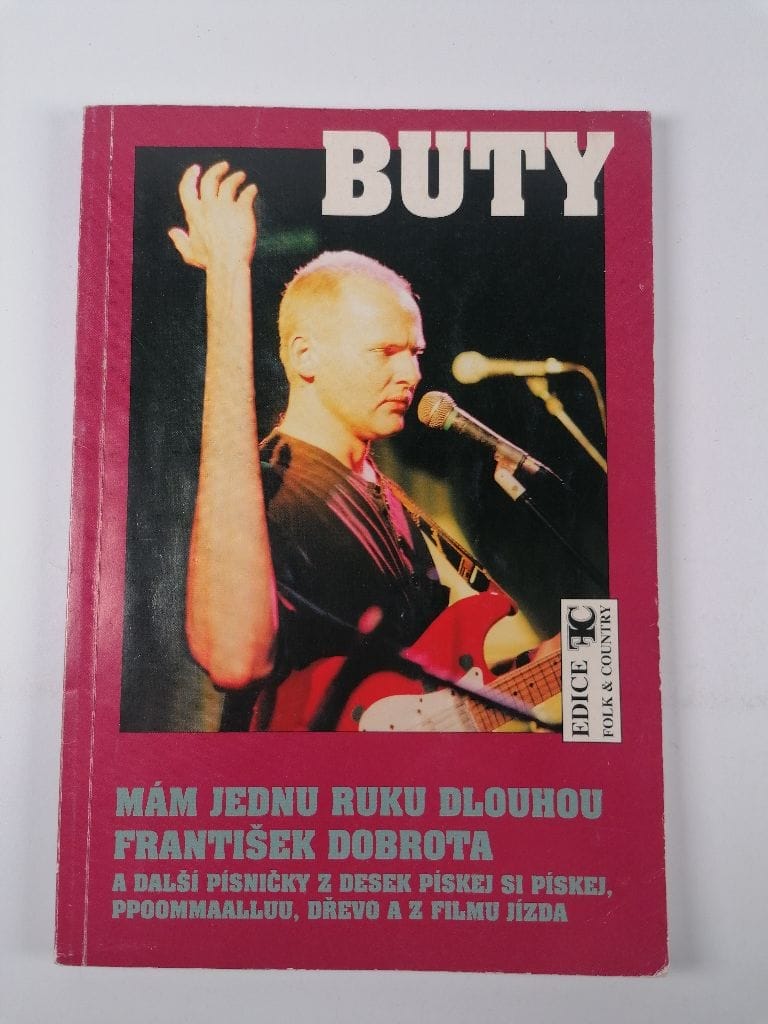 BUTY
EDICE FC
FOLK & COUNTRY
MÁM JEDNU RUKU DLOUHOU
FRANTIŠEK DOBROTA
A DALŠÍ PÍSNIČKY Z DESEK PÍSKEJ SI PÍSKEJ,
PPOOMMAALLUU, DŘEVO A Z FILMU JÍZDA